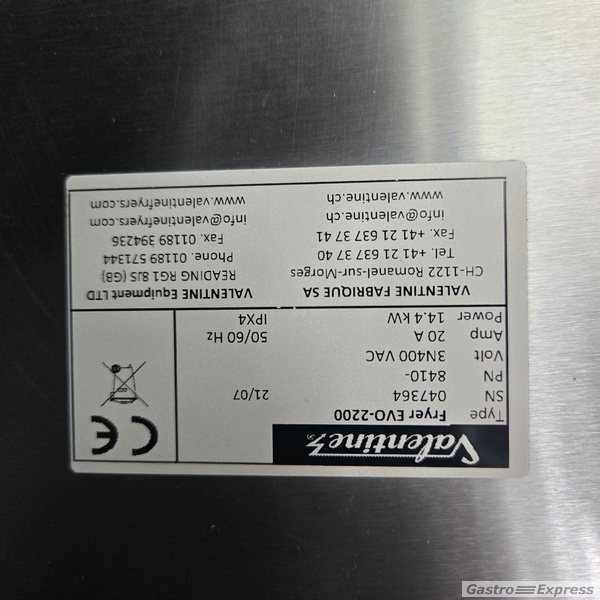 Valentine
Type Fryer EVO-2200
SN 047364 21/07
PN 8410-
Volt 3N400 VAC
Amp 20 A 50/60 Hz
Power 14.4 kW IPX4
CE
VALENTINE FABRIQUE SA
CH-1122 Romanel-sur-Morges
Tel. +41 21 637 37 40
Fax. +41 21 637 37 41
info@valentine.ch
www.valentine.ch
VALENTINE Equipment LTD
READING RG1 8JS (GB)
Phone. 01189 571344
Fax. 01189 394236
info@valentinefryers.com
www.valentinefryers.com
Gastro Express